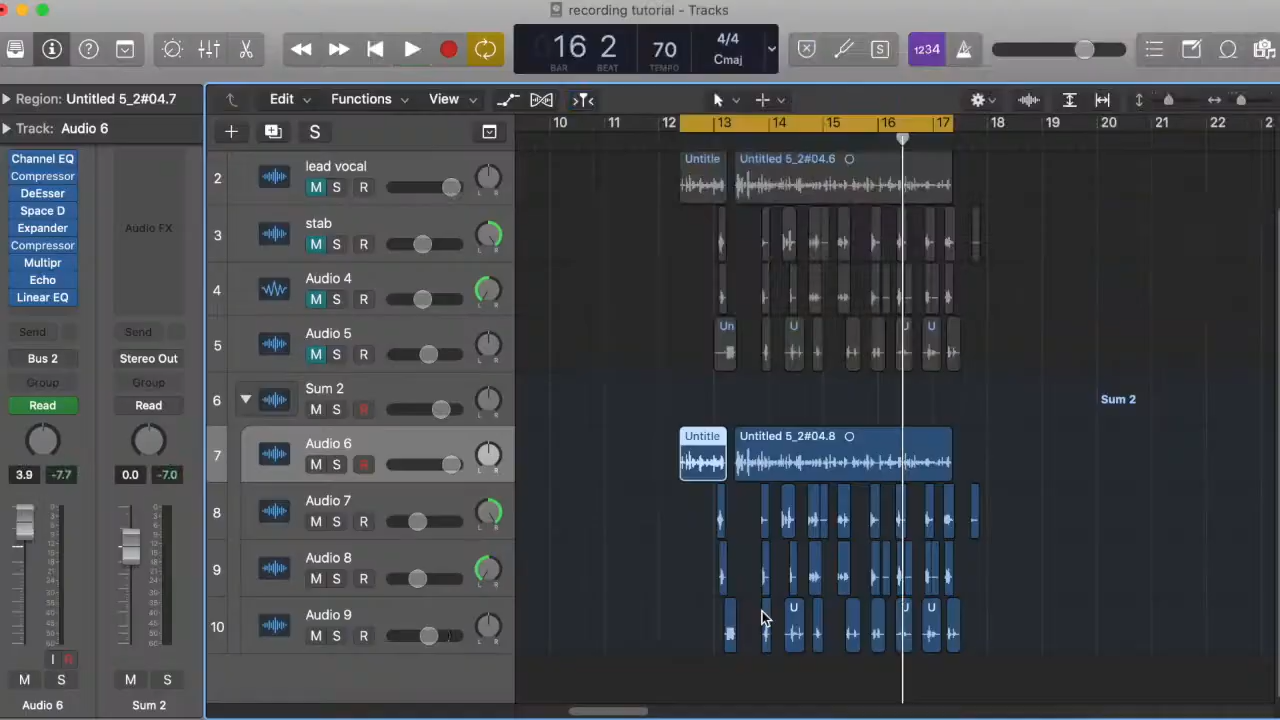 recording tutorial - Tracks
16 2
BAR BEAT
70
TEMPO
4/4
Cmaj
S
1234
Region: Untitled 5_2#04.7
Track: Audio 6
Edit Functions View
S
10 11 12 13 14 15 16 17 18 19 20 21 22 2
Channel EQ
Compressor
DeEsser
Space D
Expander
Compressor
Multipr
Echo
Linear EQ
Send
Bus 2
Group
Read
3.9 -7.7
I R
M S
Audio 6
Audio FX
Send
Stereo Out
Group
Read
0.0 -7.0
M S
Sum 2
2 lead vocal
M S R
L R
Untitle Untitled 5_2#04.6
3 stab
M S R
L R
4 Audio 4
M S R
L R
5 Audio 5
M S R
L R
Un U U U
6 Sum 2
M S R
L R
Sum 2
7 Audio 6
M S R
L R
Untitle Untitled 5_2#04.8
8 Audio 7
M S R
L R
9 Audio 8
M S R
L R
10 Audio 9
M S R
L R
U U U